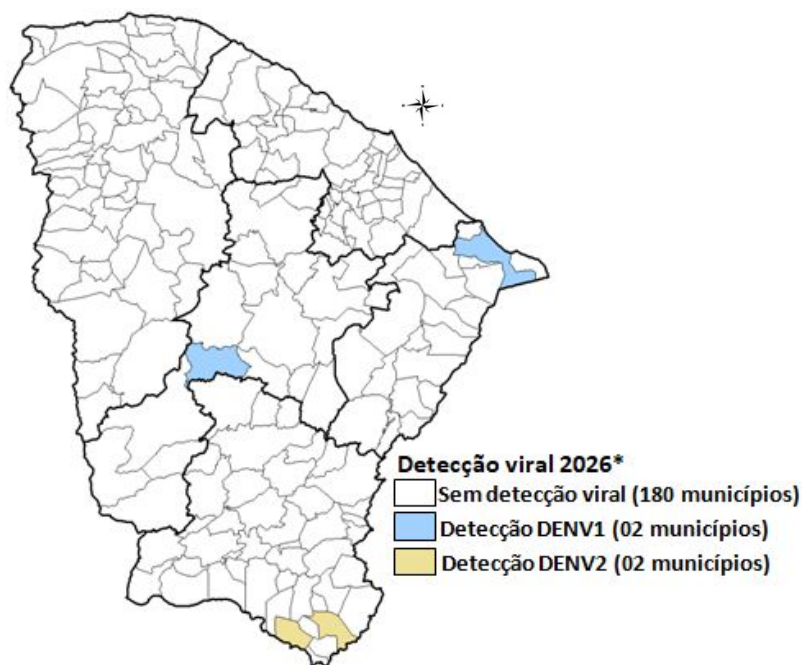 Detecção viral 2026*
Sem detecção viral (180 municípios)
Detecção DENV1 (02 municípios)
Detecção DENV2 (02 municípios)